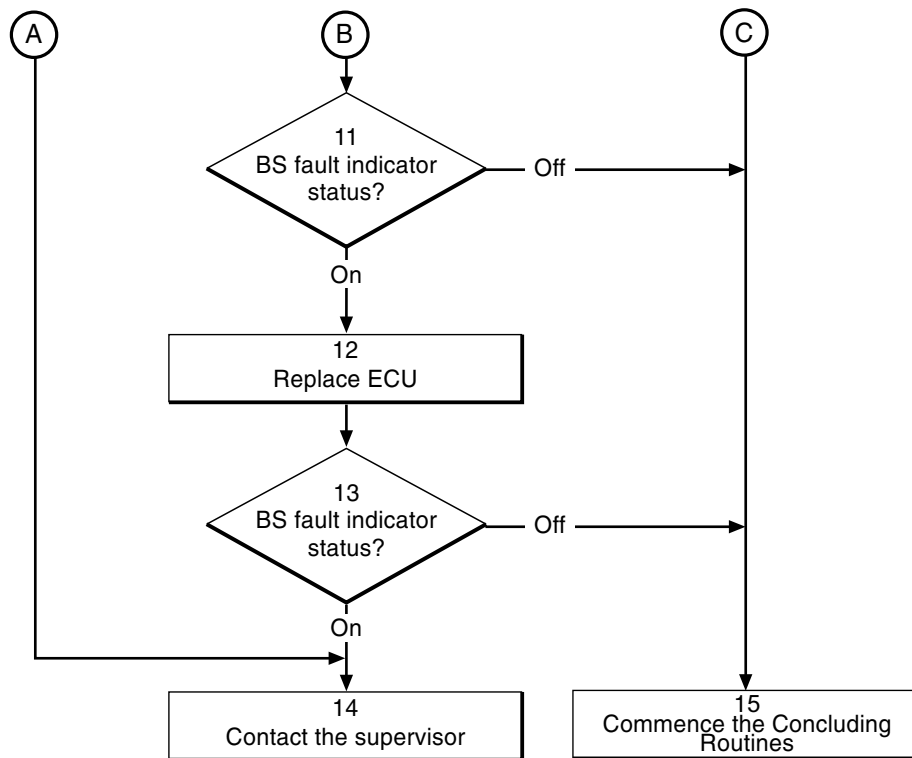 A
B
C
11
BS fault indicator
status?
Off
On
12
Replace ECU
13
BS fault indicator
status?
Off
On
14
Contact the supervisor
15
Commence the Concluding
Routines